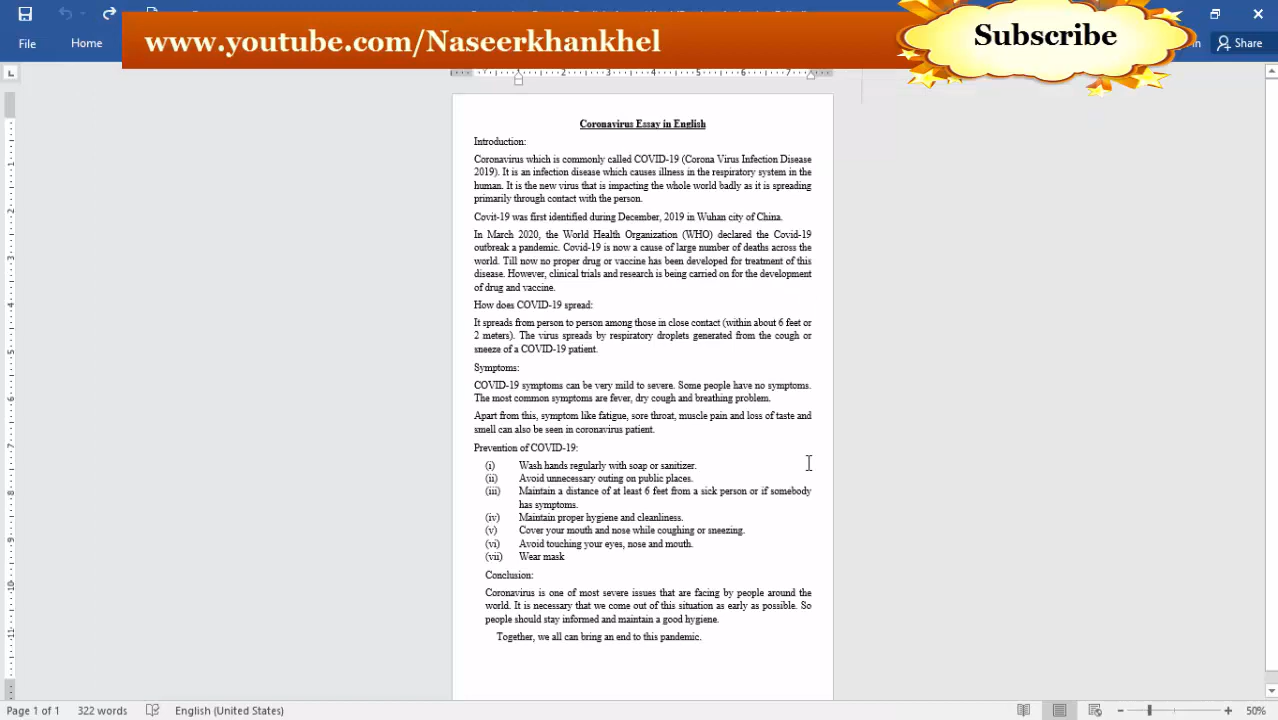 www.youtube.com/Naseerkhankhel
Subscribe
File
Home
Share
2
3
4
5
6
7
Coronavirus Essay in English
Introduction:
Coronavirus which is commonly called COVID-19 (Corona Virus Infection Disease
2019). It is an infection disease which causes illness in the respiratory system in the
human. It is the new virus that is impacting the whole world badly as it is spreading
primarily through contact with the person.
Covit-19 was first identified during December, 2019 in Wuhan city of China.
In March 2020, the World Health Organization (WHO) declared the Covid-19
outbreak a pandemic. Covid-19 is now a cause of large number of deaths across the
world. Till now no proper drug or vaccine has been developed for treatment of this
disease. However, clinical trials and research is being carried on for the development
of drug and vaccine.
How does COVID-19 spread:
It spreads from person to person among those in close contact (within about 6 feet or
2 meters). The virus spreads by respiratory droplets generated from the cough or
sneeze of a COVID-19 patient.
Symptoms:
COVID-19 symptoms can be very mild to severe. Some people have no symptoms.
The most common symptoms are fever, dry cough and breathing problem.
Apart from this, symptom like fatigue, sore throat, muscle pain and loss of taste and
smell can also be seen in coronavirus patient.
Prevention of COVID-19:
(i) Wash hands regularly with soap or sanitizer.
(ii) Avoid unnecessary outing on public places.
(iii) Maintain a distance of at least 6 feet from a sick person or if somebody
has symptoms.
(iv) Maintain proper hygiene and cleanliness.
(v) Cover your mouth and nose while coughing or sneezing.
(vi) Avoid touching your eyes, nose and mouth.
(vii) Wear mask
Conclusion:
Coronavirus is one of most severe issues that are facing by people around the
world. It is necessary that we come out of this situation as early as possible. So
people should stay informed and maintain a good hygiene.
Together, we all can bring an end to this pandemic.
Page 1 of 1
322 words
English (United States)
50%